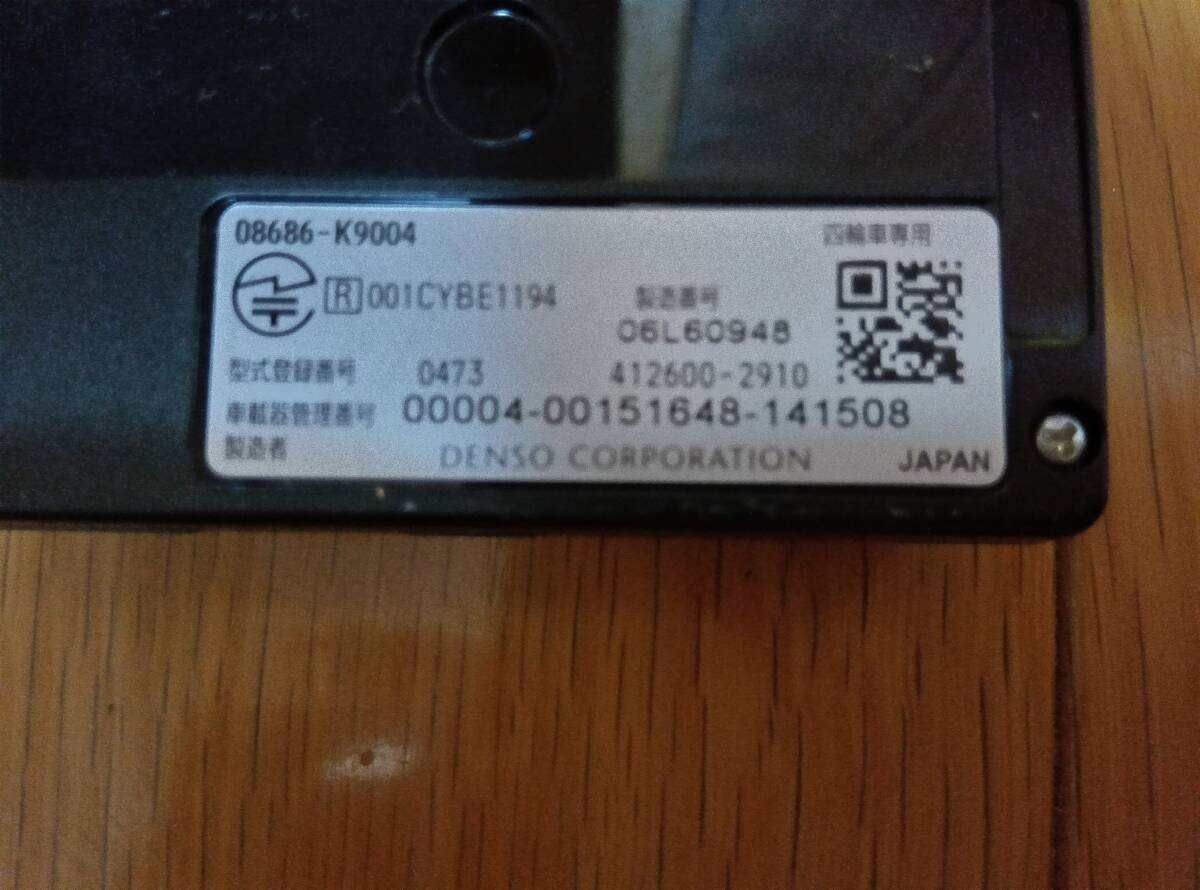 08686-K9004 四輪車専用
R 001CYBE1194 製造番号
06L60948
型式登録番号 0473 412600-2910
車載器管理番号 00004-00151648-141508
製造者 DENSO CORPORATION JAPAN